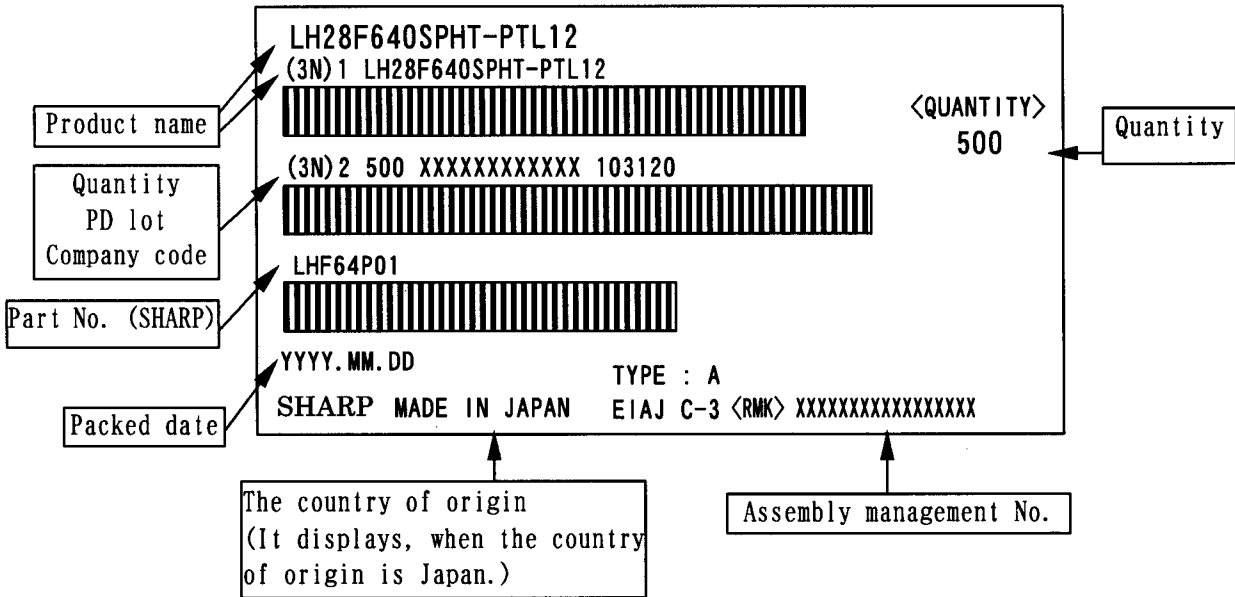 LH28F640SPHT-PTL12
(3N)1 LH28F640SPHT-PTL12
Product name
<QUANTITY>
500
Quantity
(3N)2 500 XXXXXXXXXXXX 103120
Quantity
PD lot
Company code
LHF64P01
Part No. (SHARP)
YYYY.MM.DD
TYPE : A
SHARP MADE IN JAPAN EIAJ C-3 <RMK> XXXXXXXXXXXXXXXXX
Packed date
The country of origin
(It displays, when the country
of origin is Japan.)
Assembly management No.